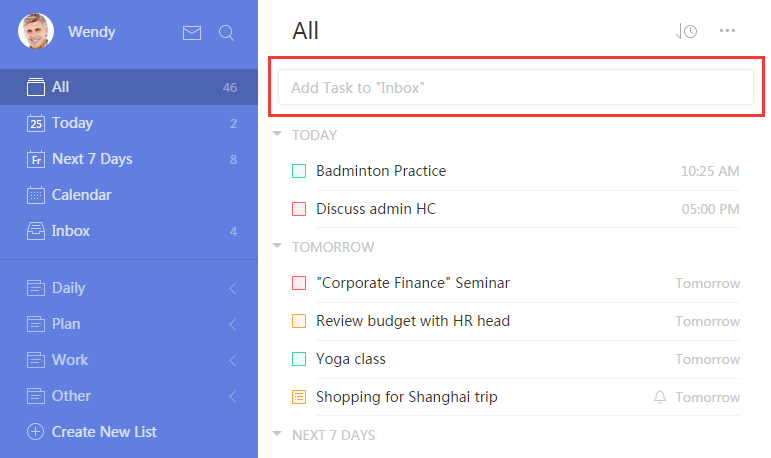 Wendy
All 46
25 Today 2
Fr Next 7 Days 8
Calendar
Inbox 4
Daily
Plan
Work
Other
Create New List
All
Add Task to "Inbox"
TODAY
Badminton Practice 10:25 AM
Discuss admin HC 05:00 PM
TOMORROW
"Corporate Finance" Seminar Tomorrow
Review budget with HR head Tomorrow
Yoga class Tomorrow
Shopping for Shanghai trip Tomorrow
NEXT 7 DAYS